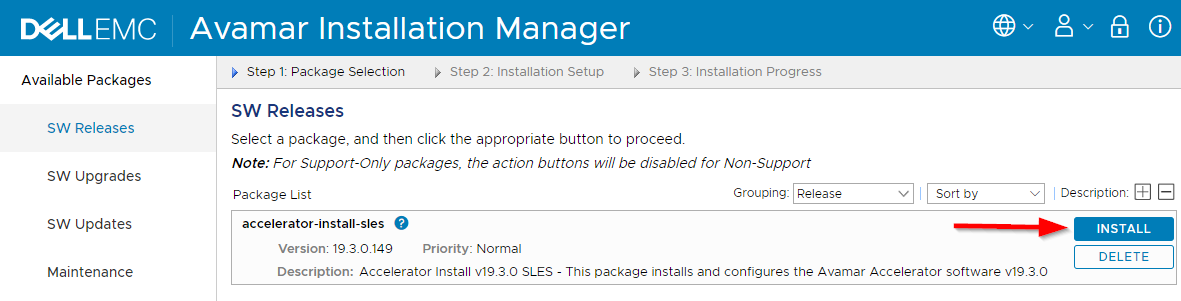 DELLEMC Avamar Installation Manager
Available Packages
SW Releases
SW Upgrades
SW Updates
Maintenance
Step 1: Package Selection Step 2: Installation Setup Step 3: Installation Progress
SW Releases
Select a package, and then click the appropriate button to proceed.
Note: For Support-Only packages, the action buttons will be disabled for Non-Support
Package List Grouping: Release Sort by Description:
accelerator-install-sles ?
INSTALL
Version: 19.3.0.149 Priority: Normal
DELETE
Description: Accelerator Install v19.3.0 SLES - This package installs and configures the Avamar Accelerator software v19.3.0